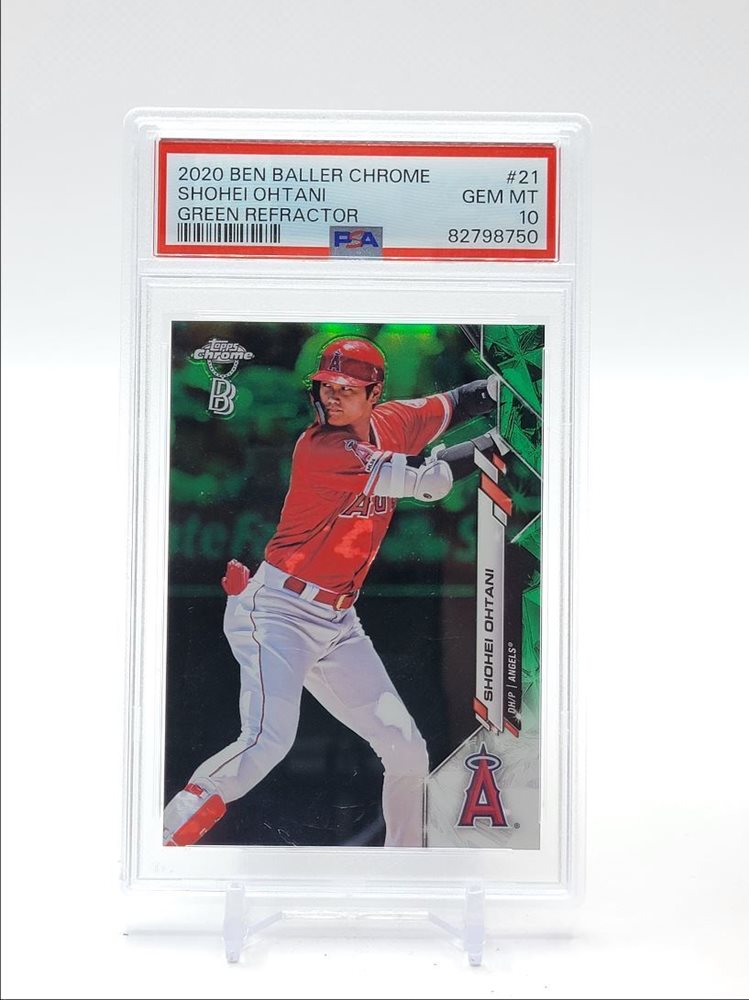 2020 BEN BALLER CHROME #21
SHOHEI OHTANI GEM MT
GREEN REFRACTOR 10
PSA 82798750
Topps
Chrome
BB
A
SHOHEI OHTANI
DH/P | ANGELS®
A®